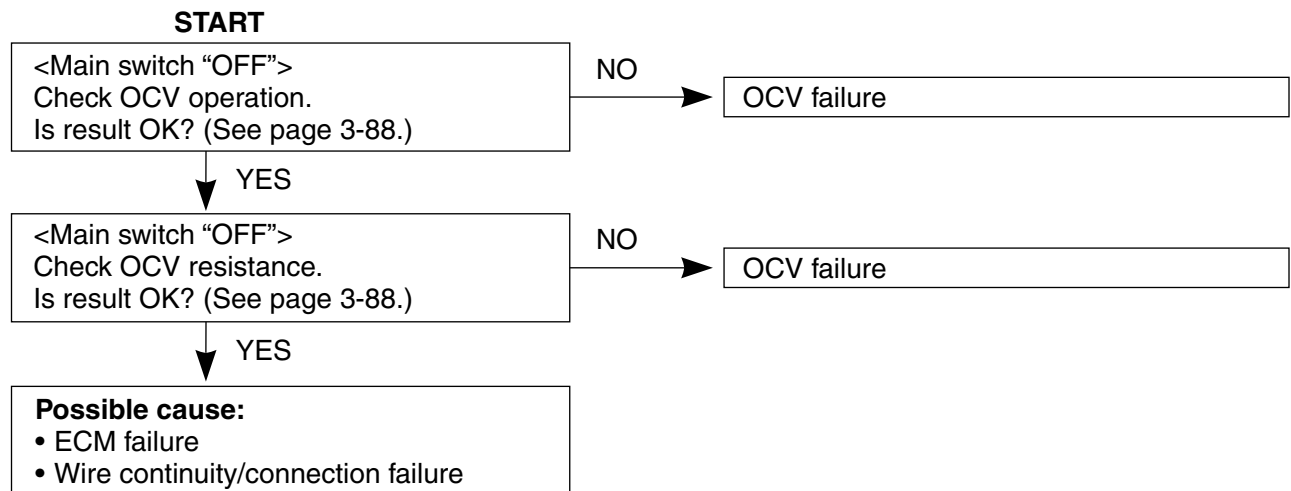 START
<Main switch “OFF”>
Check OCV operation.
Is result OK? (See page 3-88.)
NO
OCV failure
YES
<Main switch “OFF”>
Check OCV resistance.
Is result OK? (See page 3-88.)
NO
OCV failure
YES
Possible cause:
• ECM failure
• Wire continuity/connection failure